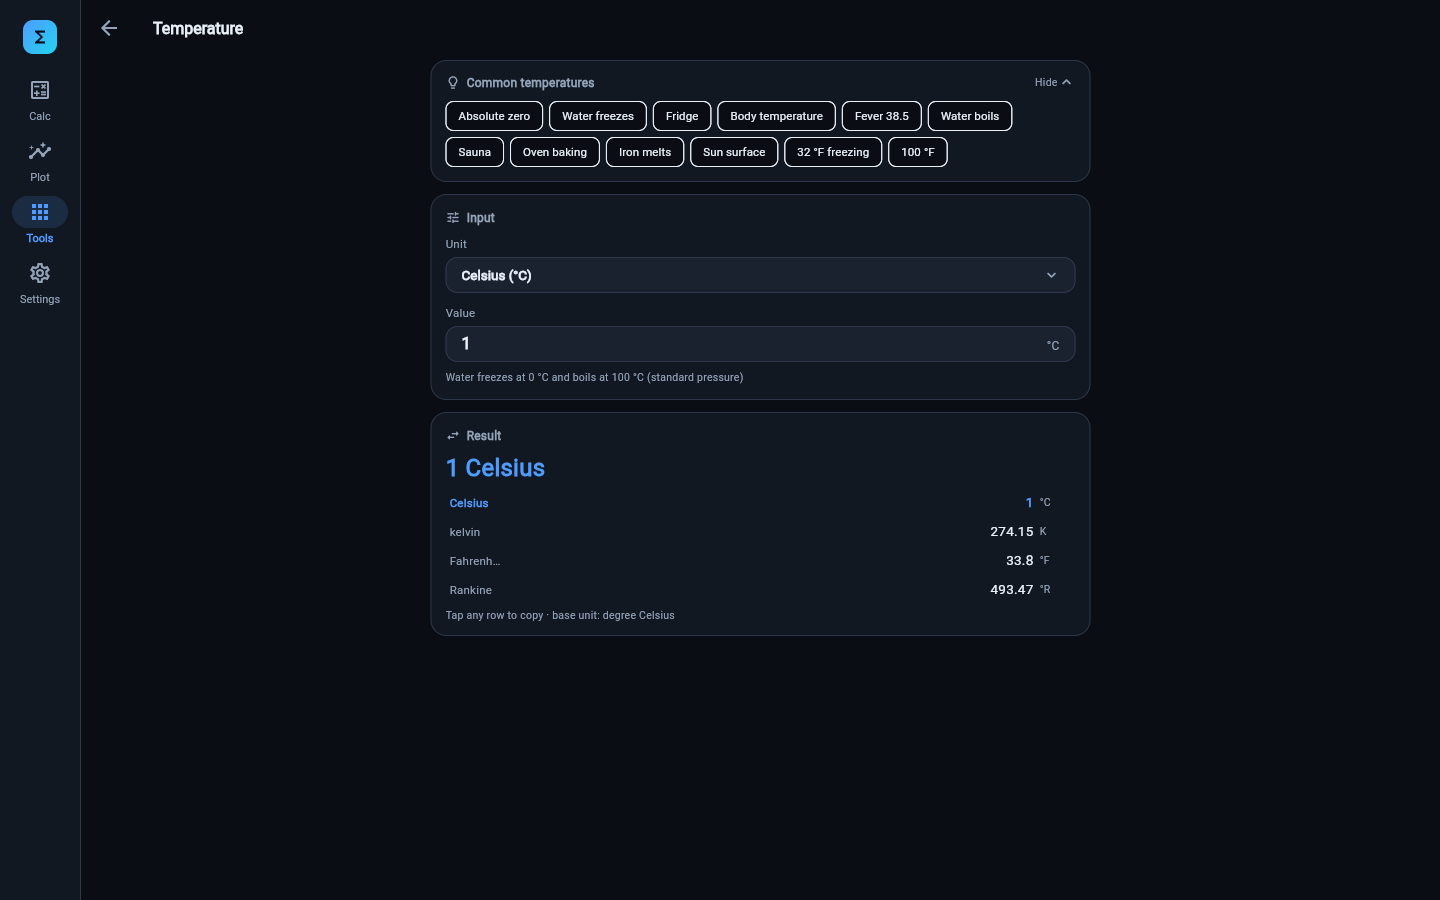 Σ
Temperature
Calc
Plot
Tools
Settings
Common temperatures
Hide
Absolute zero
Water freezes
Fridge
Body temperature
Fever 38.5
Water boils
Sauna
Oven baking
Iron melts
Sun surface
32 °F freezing
100 °F
Input
Unit
Celsius (°C)
Value
1 °C
Water freezes at 0 °C and boils at 100 °C (standard pressure)
Result
1 Celsius
Celsius 1 °C
kelvin 274.15 K
Fahrenh... 33.8 °F
Rankine 493.47 °R
Tap any row to copy · base unit: degree Celsius